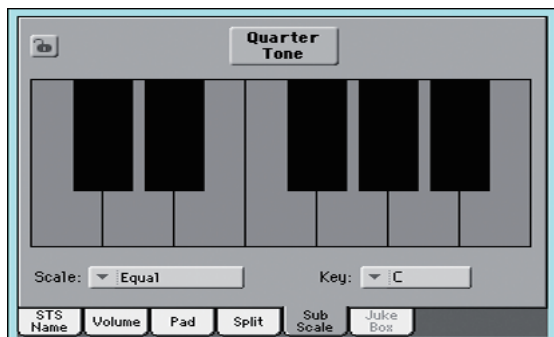 Quarter
Tone
Scale: Equal Key: C
STS
Name
Volume
Pad
Split
Sub
Scale
Juke
Box